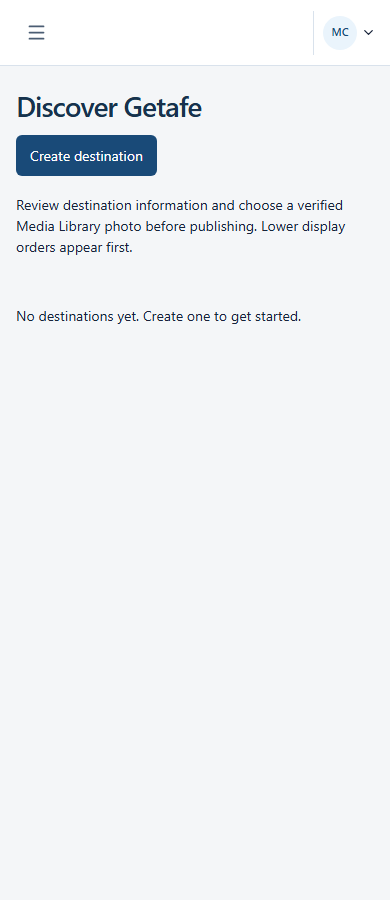 MC
Discover Getafe
Create destination
Review destination information and choose a verified
Media Library photo before publishing. Lower display
orders appear first.
No destinations yet. Create one to get started.